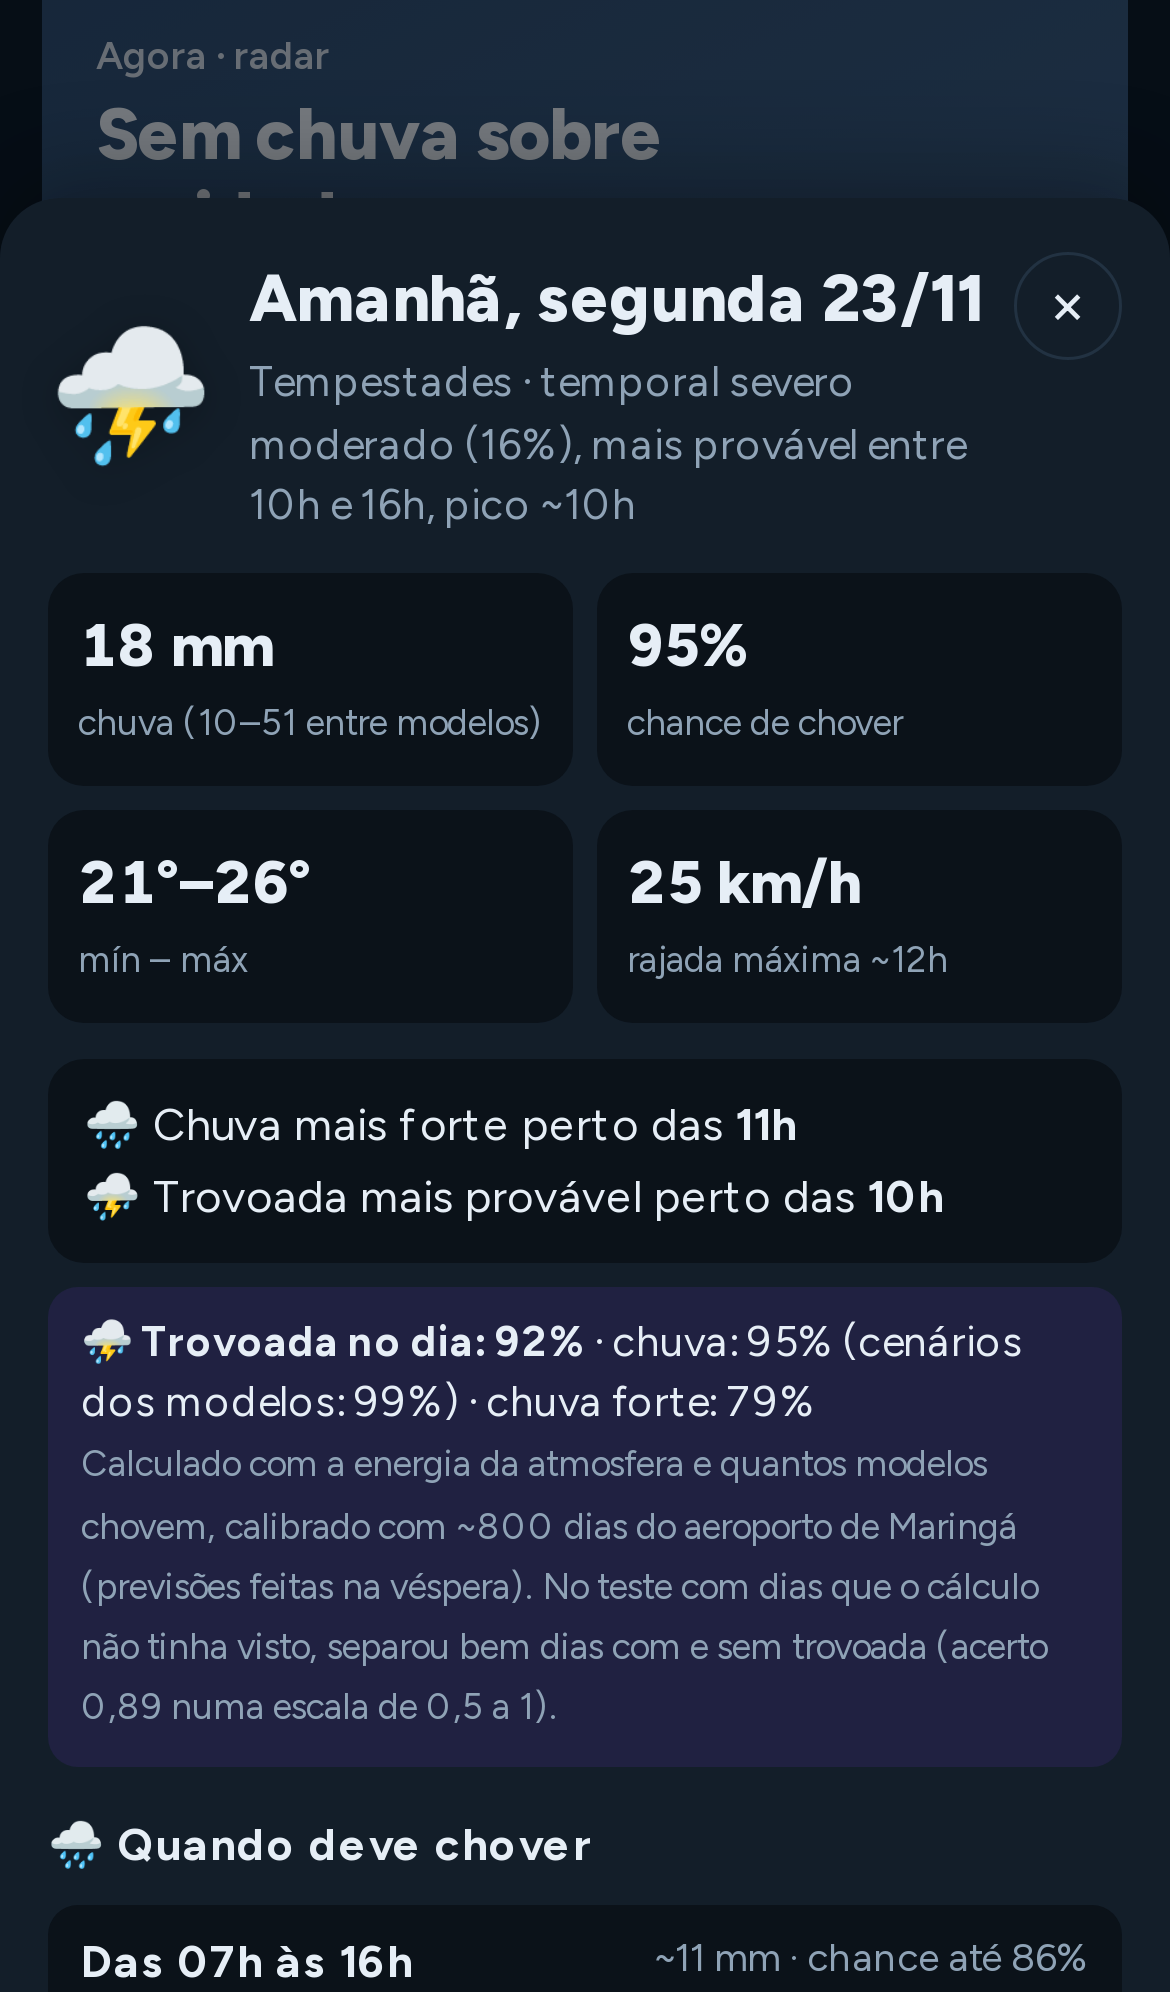 Agora · radar
Sem chuva sobre
Amanhã, segunda 23/11
Tempestades · temporal severo
moderado (16%), mais provável entre
10h e 16h, pico ~10h
18 mm
chuva (10–51 entre modelos)
95%
chance de chover
21°–26°
mín – máx
25 km/h
rajada máxima ~12h
Chuva mais forte perto das 11h
Trovoada mais provável perto das 10h
Trovoada no dia: 92% · chuva: 95% (cenários
dos modelos: 99%) · chuva forte: 79%
Calculado com a energia da atmosfera e quantos modelos
chovem, calibrado com ~800 dias do aeroporto de Maringá
(previsões feitas na véspera). No teste com dias que o cálculo
não tinha visto, separou bem dias com e sem trovoada (acerto
0,89 numa escala de 0,5 a 1).
Quando deve chover
Das 07h às 16h
~11 mm · chance até 86%